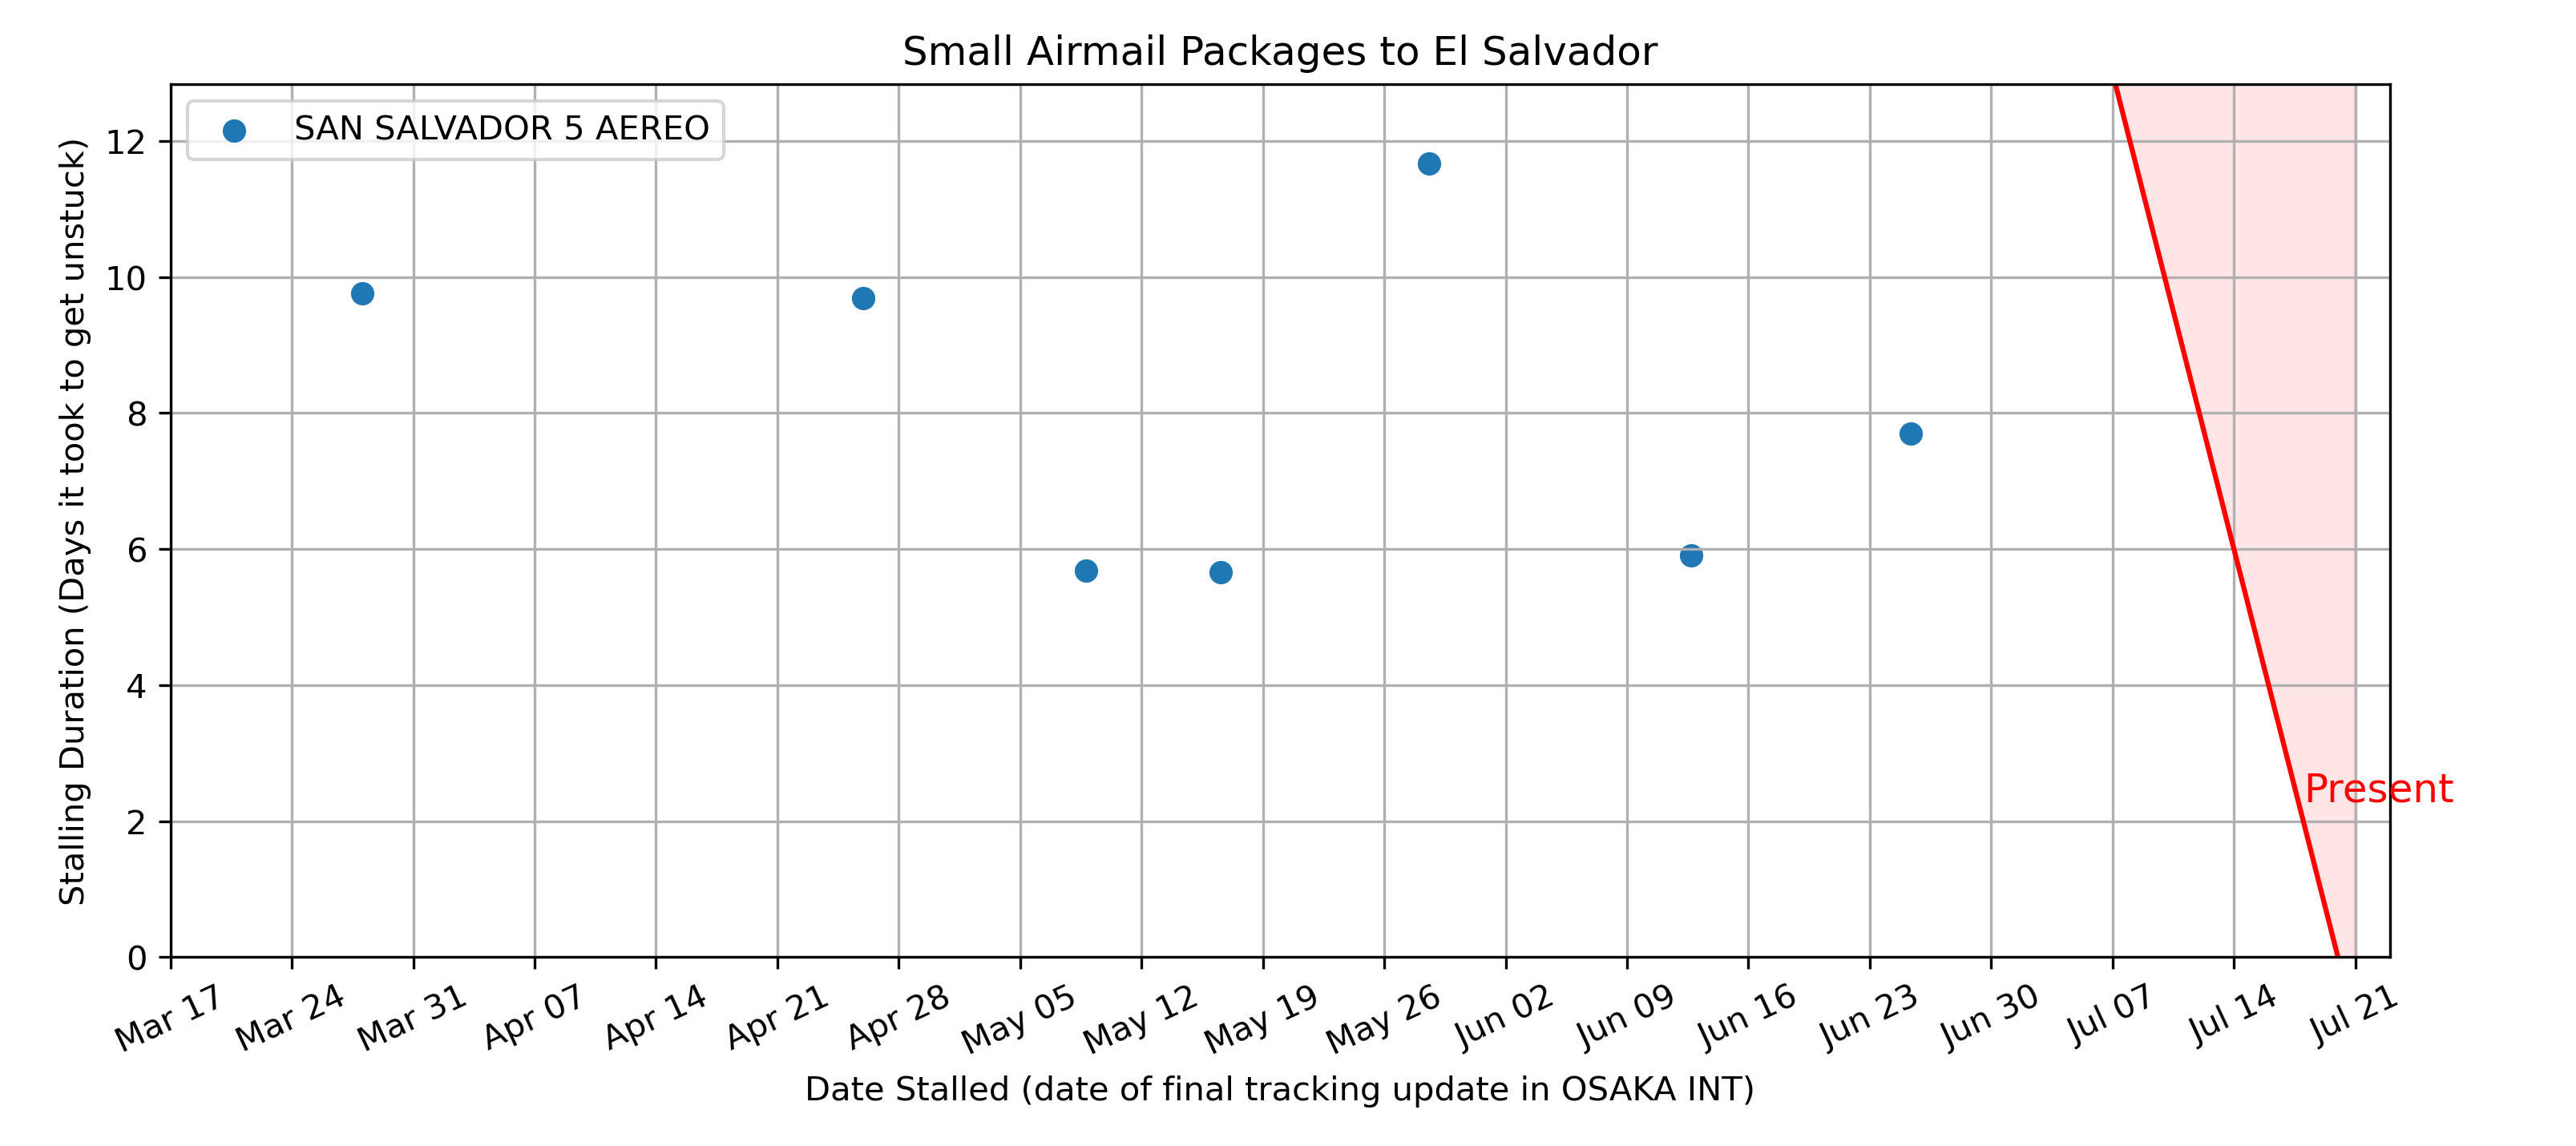 Small Airmail Packages to El Salvador
SAN SALVADOR 5 AEREO
Stalling Duration (Days it took to get unstuck)
12
10
8
6
4
2
0
Present
Mar 17 Mar 24 Mar 31 Apr 07 Apr 14 Apr 21 Apr 28 May 05 May 12 May 19 May 26 Jun 02 Jun 09 Jun 16 Jun 23 Jun 30 Jul 07 Jul 14 Jul 21
Date Stalled (date of final tracking update in OSAKA INT)